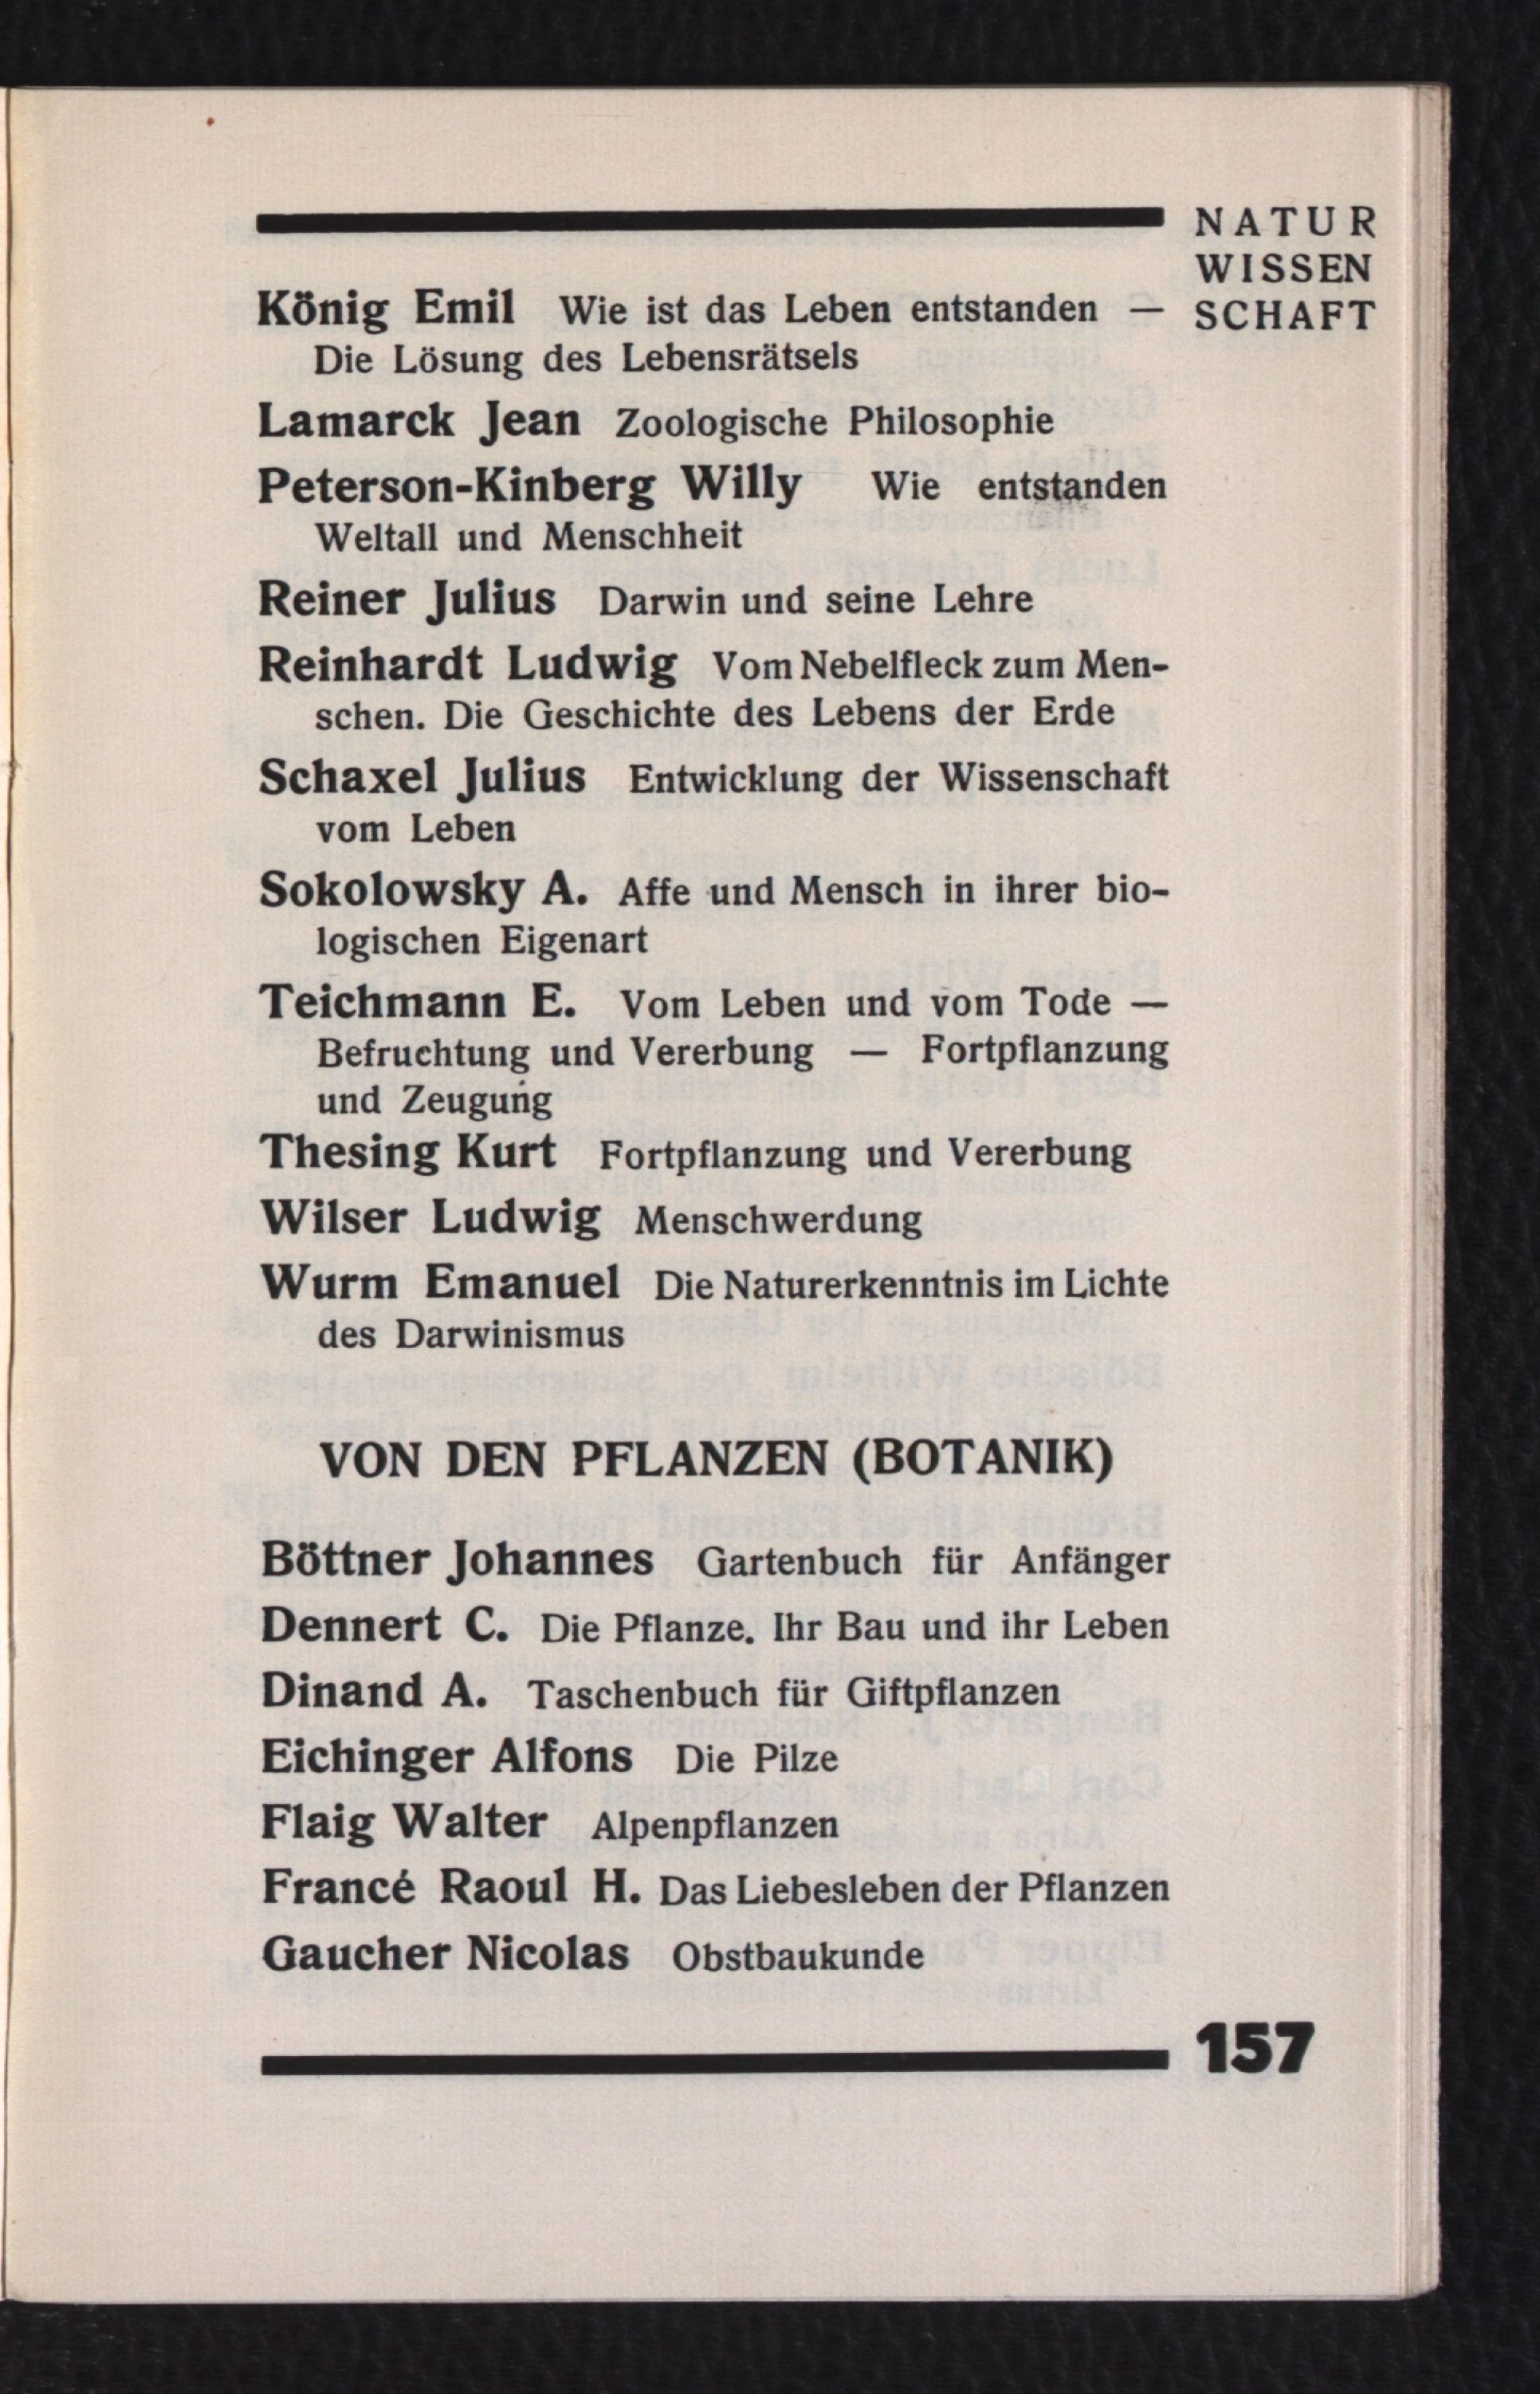 NATUR
WISSEN
SCHAFT
König Emil Wie ist das Leben entstanden —
Die Lösung des Lebensrätsels
Lamarck Jean Zoologische Philosophie
Peterson-Kinberg Willy Wie entstanden
Weltall und Menschheit
Reiner Julius Darwin und seine Lehre
Reinhardt Ludwig Vom Nebelfleck zum Men-
schen. Die Geschichte des Lebens der Erde
Schaxel Julius Entwicklung der Wissenschaft
vom Leben
Sokolowsky A. Affe und Mensch in ihrer bio-
logischen Eigenart
Teichmann E. Vom Leben und vom Tode —
Befruchtung und Vererbung — Fortpflanzung
und Zeugung
Thesing Kurt Fortpflanzung und Vererbung
Wilser Ludwig Menschwerdung
Wurm Emanuel Die Naturerkenntnis im Lichte
des Darwinismus
VON DEN PFLANZEN (BOTANIK)
Böttner Johannes Gartenbuch für Anfänger
Dennert C. Die Pflanze. Ihr Bau und ihr Leben
Dinand A. Taschenbuch für Giftpflanzen
Eichinger Alfons Die Pilze
Flaig Walter Alpenpflanzen
Francé Raoul H. Das Liebesleben der Pflanzen
Gaucher Nicolas Obstbaukunde
157